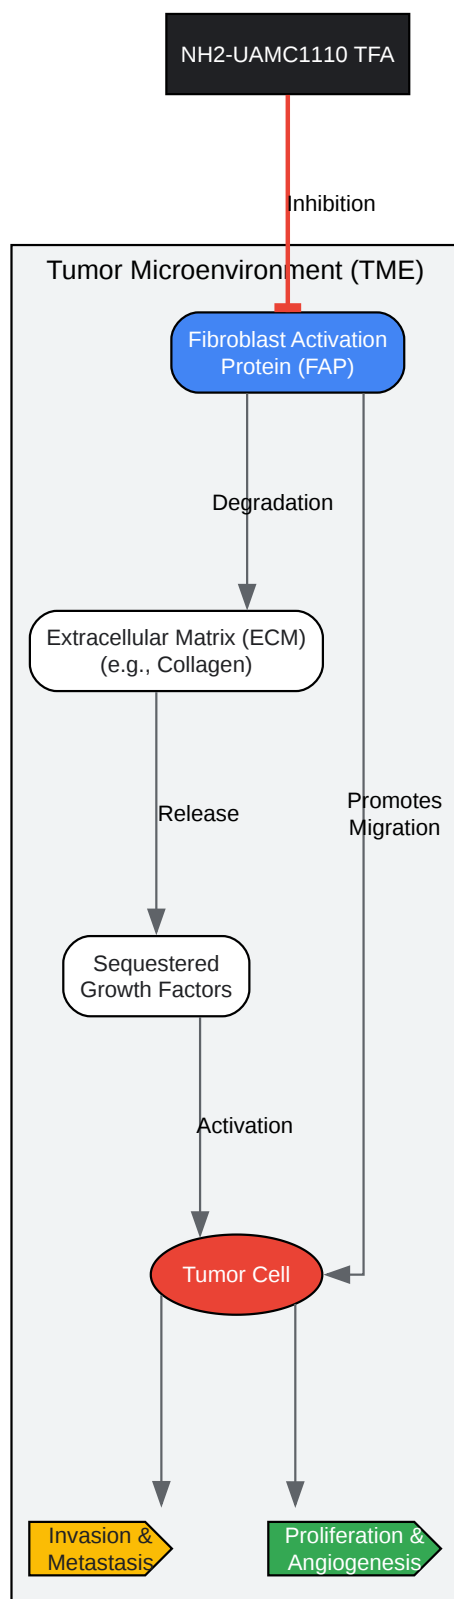 NH2-UAMC1110 TFA
Inhibition
Tumor Microenvironment (TME)
Fibroblast Activation
Protein (FAP)
Degradation
Extracellular Matrix (ECM)
(e.g., Collagen)
Release
Promotes
Migration
Sequestered
Growth Factors
Activation
Tumor Cell
Invasion &
Metastasis
Proliferation &
Angiogenesis